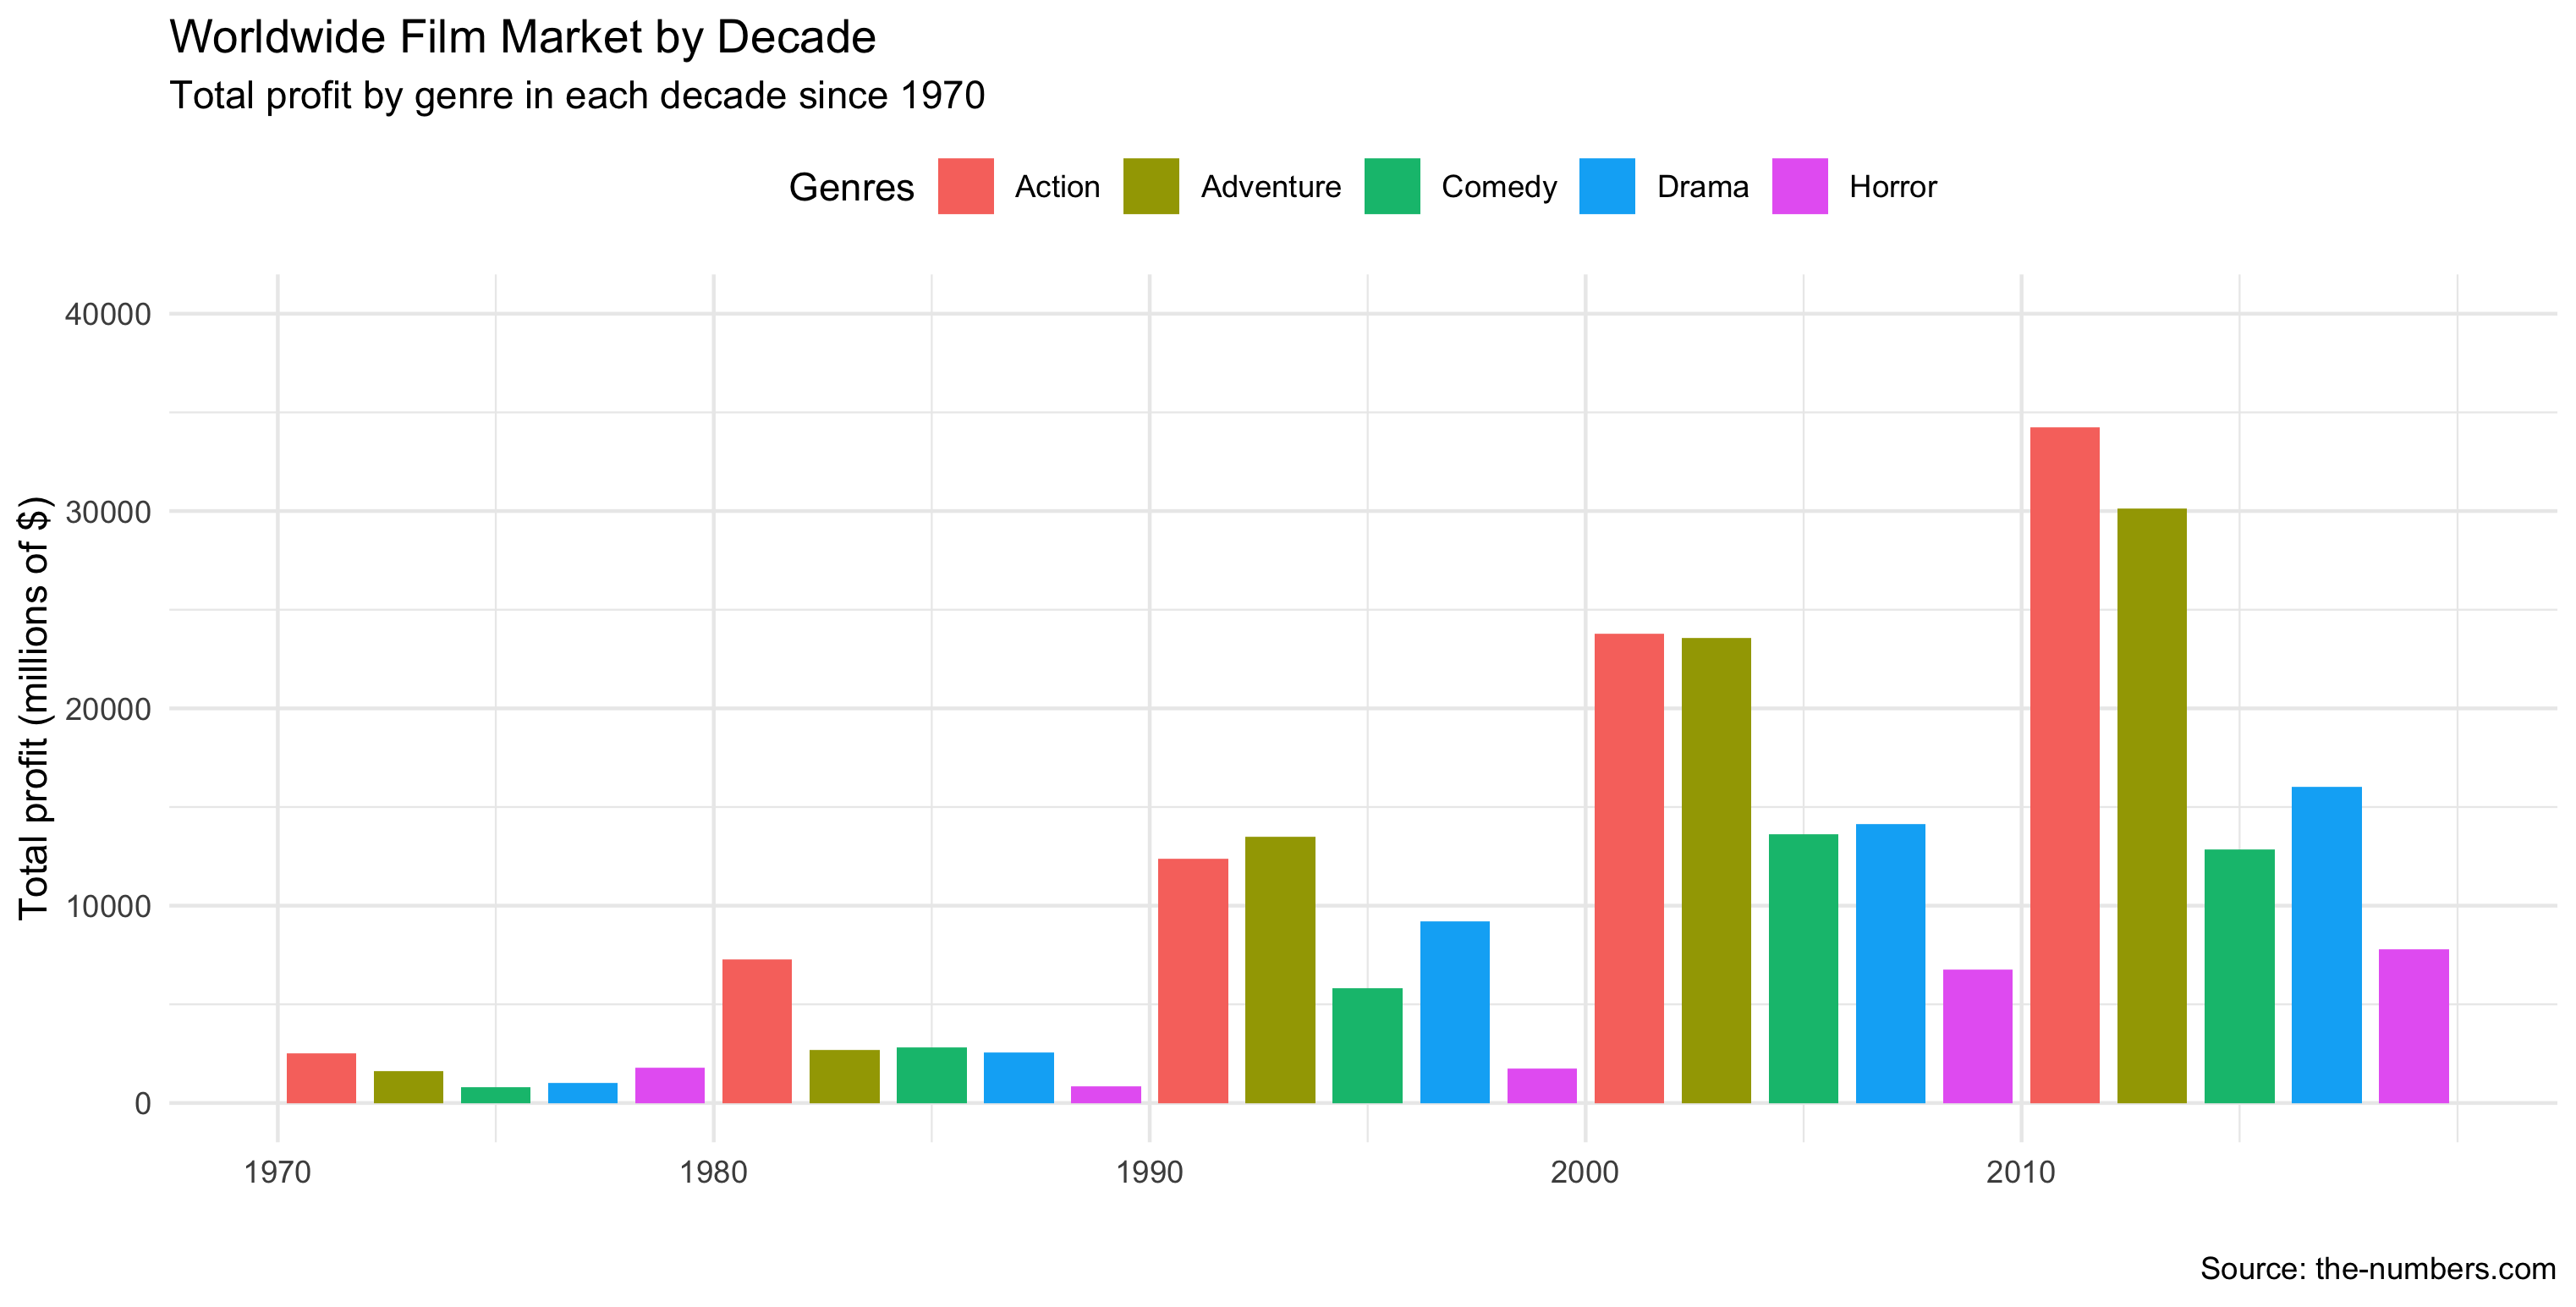 Worldwide Film Market by Decade
Total profit by genre in each decade since 1970
Genres Action Adventure Comedy Drama Horror
Total profit (millions of $)
40000
30000
20000
10000
0
1970 1980 1990 2000 2010
Source: the-numbers.com